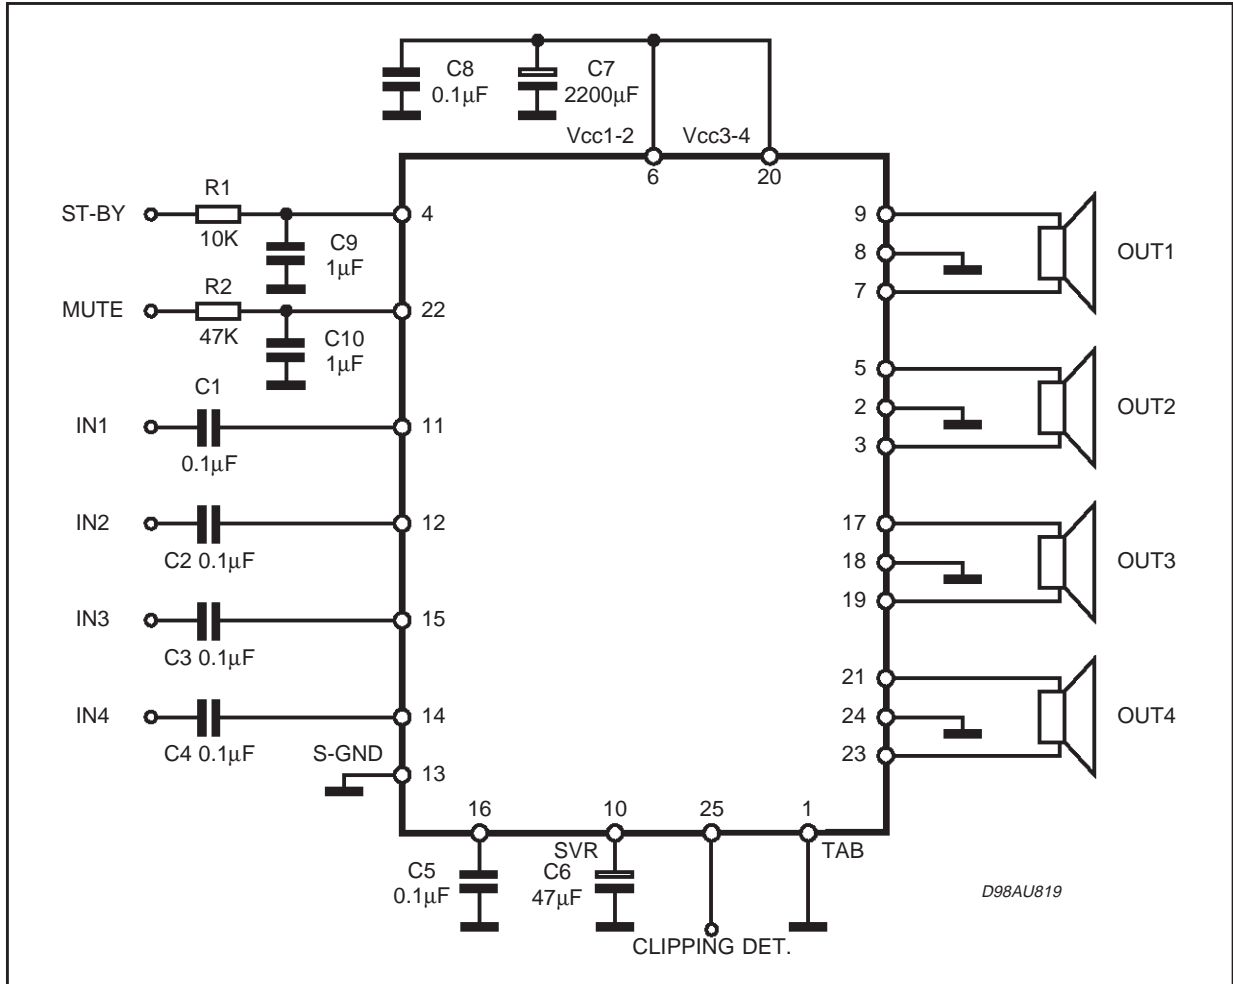 C8
0.1µF
C7
2200µF
Vcc1-2
Vcc3-4
6
20
ST-BY
R1
10K
4
C9
1µF
MUTE
R2
47K
22
C10
1µF
IN1
C1
0.1µF
11
IN2
C2 0.1µF
12
IN3
C3 0.1µF
15
IN4
C4 0.1µF
14
S-GND
13
9
8
7
OUT1
5
2
3
OUT2
17
18
19
OUT3
21
24
23
OUT4
16
10
25
1
C5
0.1µF
SVR
C6
47µF
TAB
CLIPPING DET.
D98AU819